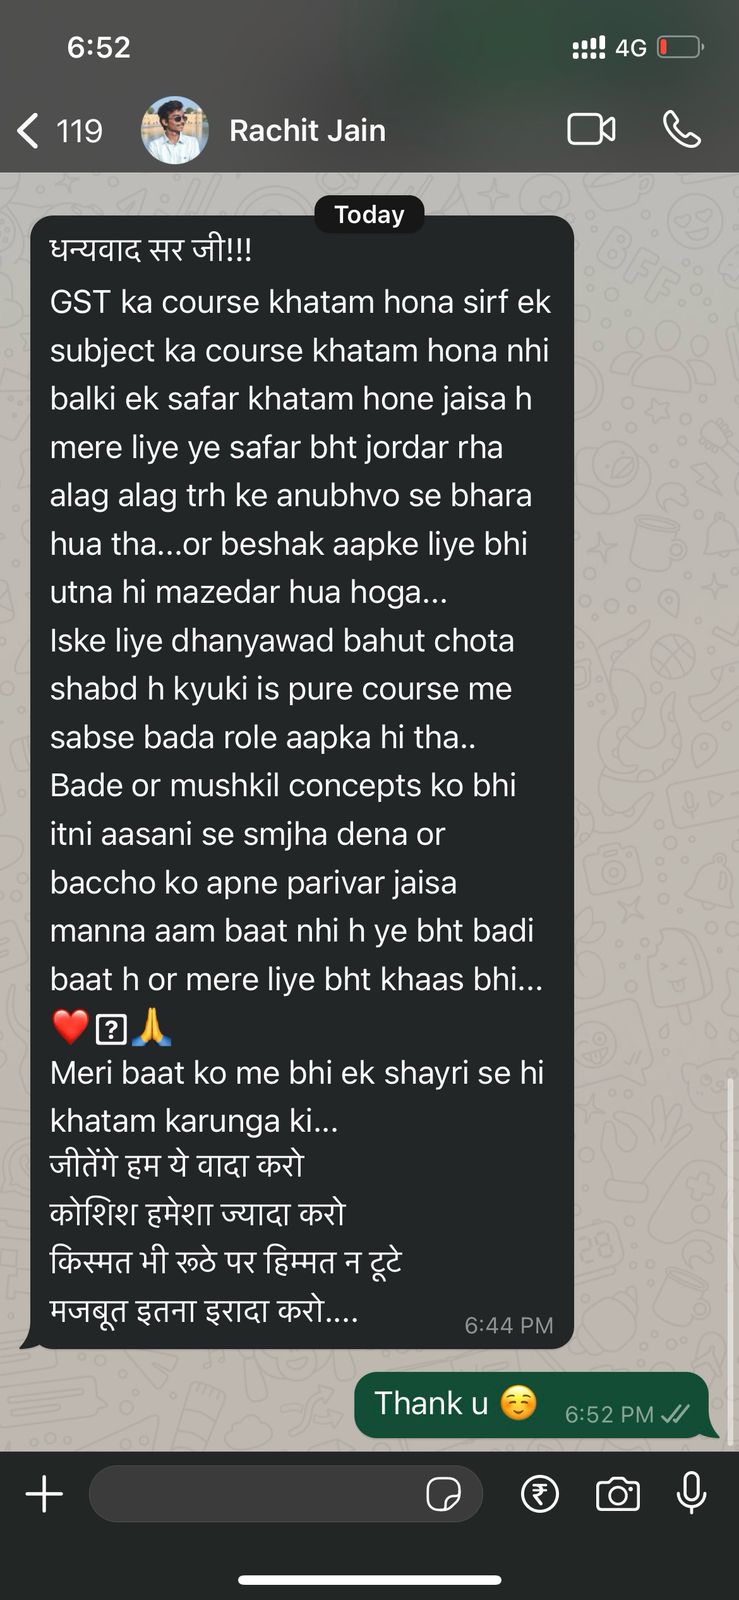 6:52
4G
119
Rachit Jain
Today
धन्यवाद सर जी!!!
GST ka course khatam hona sirf ek
subject ka course khatam hona nhi
balki ek safar khatam hone jaisa h
mere liye ye safar bht jordar rha
alag alag trh ke anubhvo se bhara
hua tha...or beshak aapke liye bhi
utna hi mazedar hua hoga...
Iske liye dhanyawad bahut chota
shabd h kyuki is pure course me
sabse bada role aapka hi tha..
Bade or mushkil concepts ko bhi
itni aasani se smjha dena or
baccho ko apne parivar jaisa
manna aam baat nhi h ye bht badi
baat h or mere liye bht khaas bhi...
❤️?🙏
Meri baat ko me bhi ek shayri se hi
khatam karunga ki...
जीतेंगे हम ये वादा करो
कोशिश हमेशा ज्यादा करो
किस्मत भी रूठे पर हिम्मत न टूटे
मजबूत इतना इरादा करो....
6:44 PM
Thank u ☺️
6:52 PM